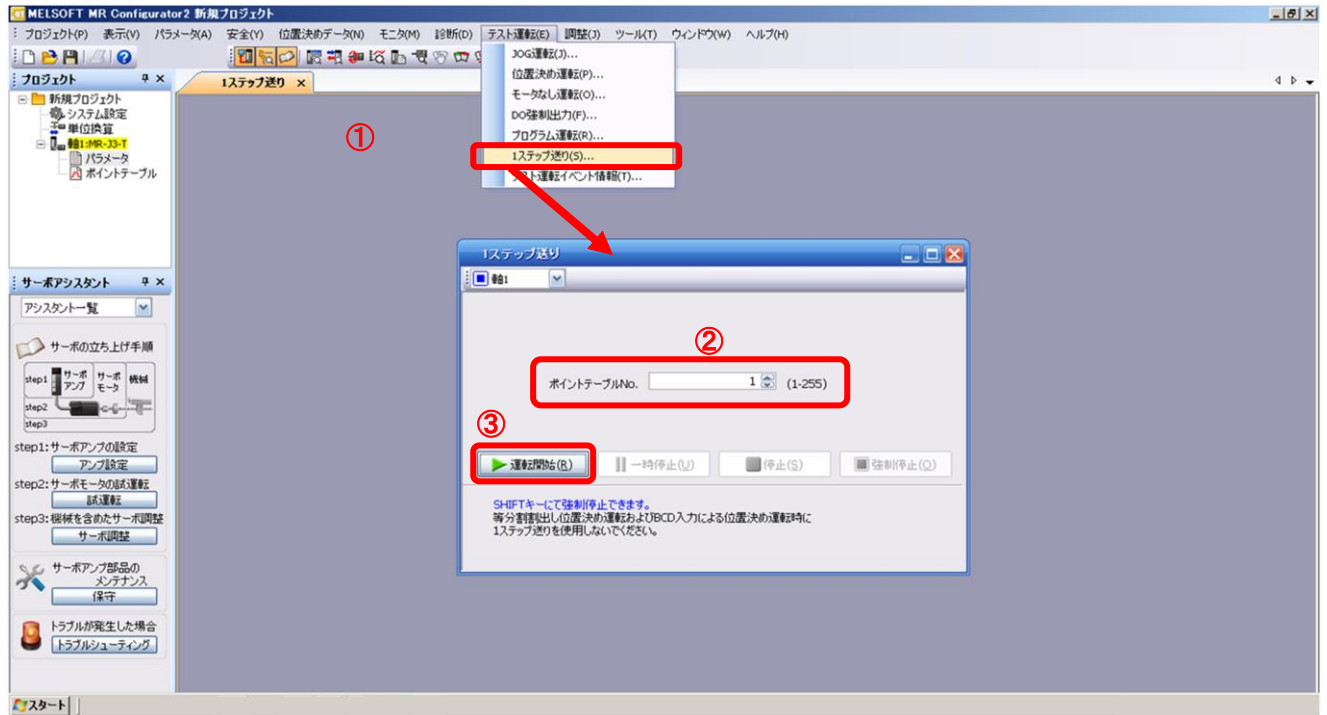 MELSOFT MR Configurator2 新規プロジェクト
プロジェクト(P) 表示(V) パラメータ(A) 安全(Y) 位置決めデータ(N) モニタ(M) 診断(D) テスト運転(E) 調整(J) ツール(T) ウィンドウ(W) ヘルプ(H)
プロジェクト
新規プロジェクト
システム設定
単位換算
軸1:MR-J3-T
パラメータ
ポイントテーブル
1ステップ送り
①
JOG運転(J)...
位置決め運転(P)...
モータなし運転(O)...
DO強制出力(F)...
プログラム運転(R)...
1ステップ送り(S)...
テスト運転イベント情報(T)...
サーボアシスタント
アシスタント一覧
サーボの立ち上げ手順
step1 サーボアンプ サーボモータ 機械
step2
step3
step1:サーボアンプの設定
アンプ設定
step2:サーボモータの試運転
試運転
step3:機械を含めたサーボ調整
サーボ調整
サーボアンプ部品の
メンテナンス
保守
トラブルが発生した場合
トラブルシューティング
1ステップ送り
軸1
②
ポイントテーブルNo. 1 (1-255)
③
運転開始(R) 一時停止(U) 停止(S) 強制停止(O)
SHIFTキーにて強制停止できます。
等分割割出し位置決め運転およびBCD入力による位置決め運転時に
1ステップ送りを使用しないでください。
スタート